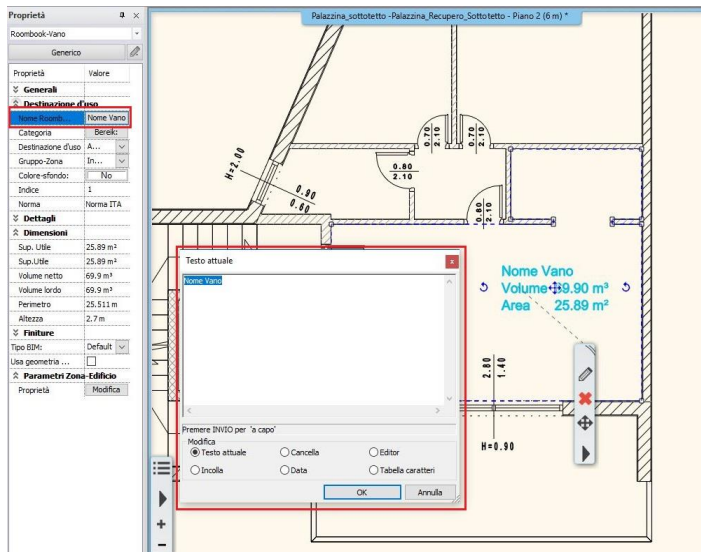 Proprietà
Roombook-Vano
Generico
Proprietà Valore
Generali
Destinazione d'uso
Nome Roomb... Nome Vano
Categoria Bereik:
Destinazione d'uso A...
Gruppo-Zona In...
Colore-sfondo: No
Indice 1
Norma Norma ITA
Dettagli
Dimensioni
Sup. Utile 25.89 m²
Sup.Utile 25.89 m²
Volume netto 69.9 m³
Volume lordo 69.9 m³
Perimetro 25.511 m
Altezza 2.7 m
Finiture
Tipo BIM: Default
Usa geometria ...
Parametri Zona-Edificio
Proprietà Modifica
Palazzina_sottotetto -Palazzina_Recupero_Sottotetto - Piano 2 (6 m) *
0.70
2.10
0.70
2.10
0.80
2.10
H=2.00
0.90
0.60
0.80
2.10
Testo attuale
x
Nome Vano
Premere INVIO per 'a capo'
Modifica
Testo attuale Cancella Editor
Incolla Data Tabella caratteri
OK Annulla
Nome Vano
Volume 69.90 m³
Area 25.89 m²
2.80
1.40
H=0.90